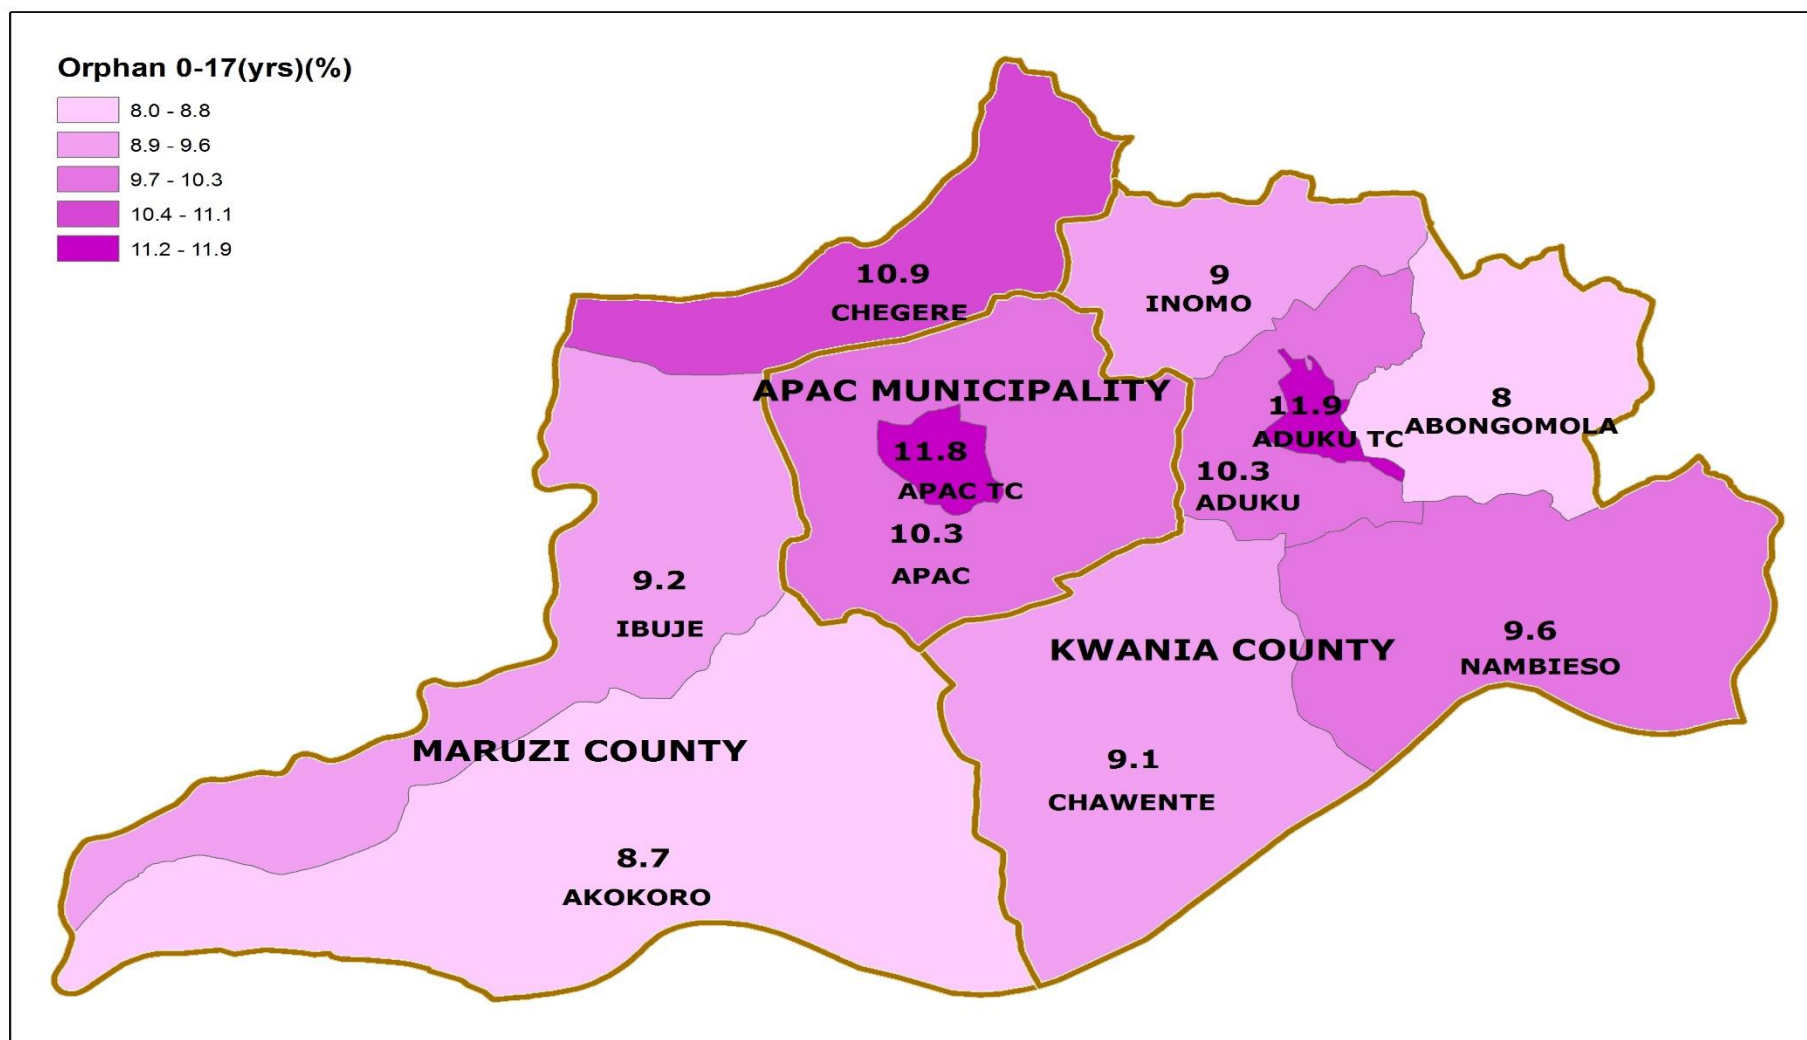 Orphan 0-17(yrs)(%)
8.0 - 8.8
8.9 - 9.6
9.7 - 10.3
10.4 - 11.1
11.2 - 11.9
10.9
CHEGERE
9
INOMO
APAC MUNICIPALITY
11.8
APAC TC
10.3
APAC
11.9
ADUKU TC
10.3
ADUKU
8
ABONGOMOLA
9.2
IBUJE
KWANIA COUNTY
9.6
NAMBIESO
MARUZI COUNTY
9.1
CHAWENTE
8.7
AKOKORO